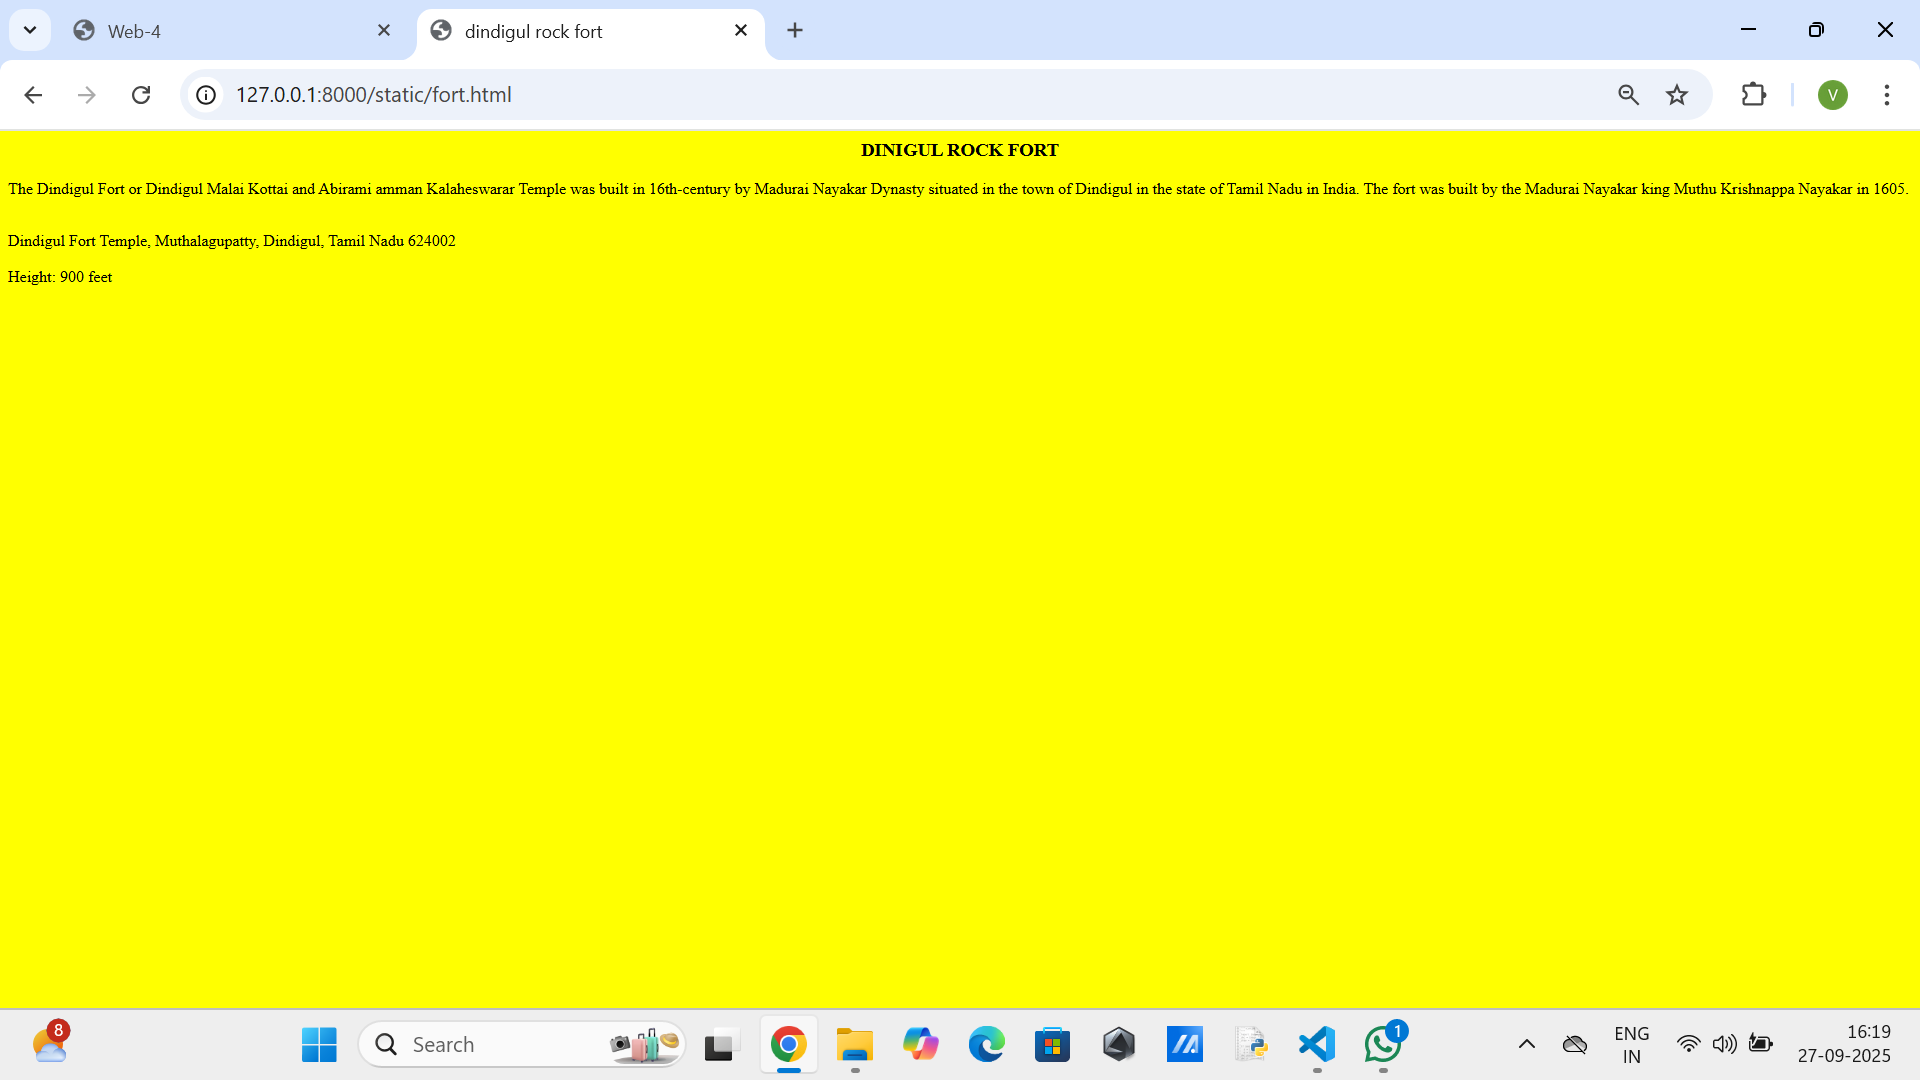 Web-4
dindigul rock fort
127.0.0.1:8000/static/fort.html
V
DINIGUL ROCK FORT
The Dindigul Fort or Dindigul Malai Kottai and Abirami amman Kalaheswarar Temple was built in 16th-century by Madurai Nayakar Dynasty situated in the town of Dindigul in the state of Tamil Nadu in India. The fort was built by the Madurai Nayakar king Muthu Krishnappa Nayakar in 1605.
Dindigul Fort Temple, Muthalagupatty, Dindigul, Tamil Nadu 624002
Height: 900 feet
8
Search
1
ENG
IN
16:19
27-09-2025